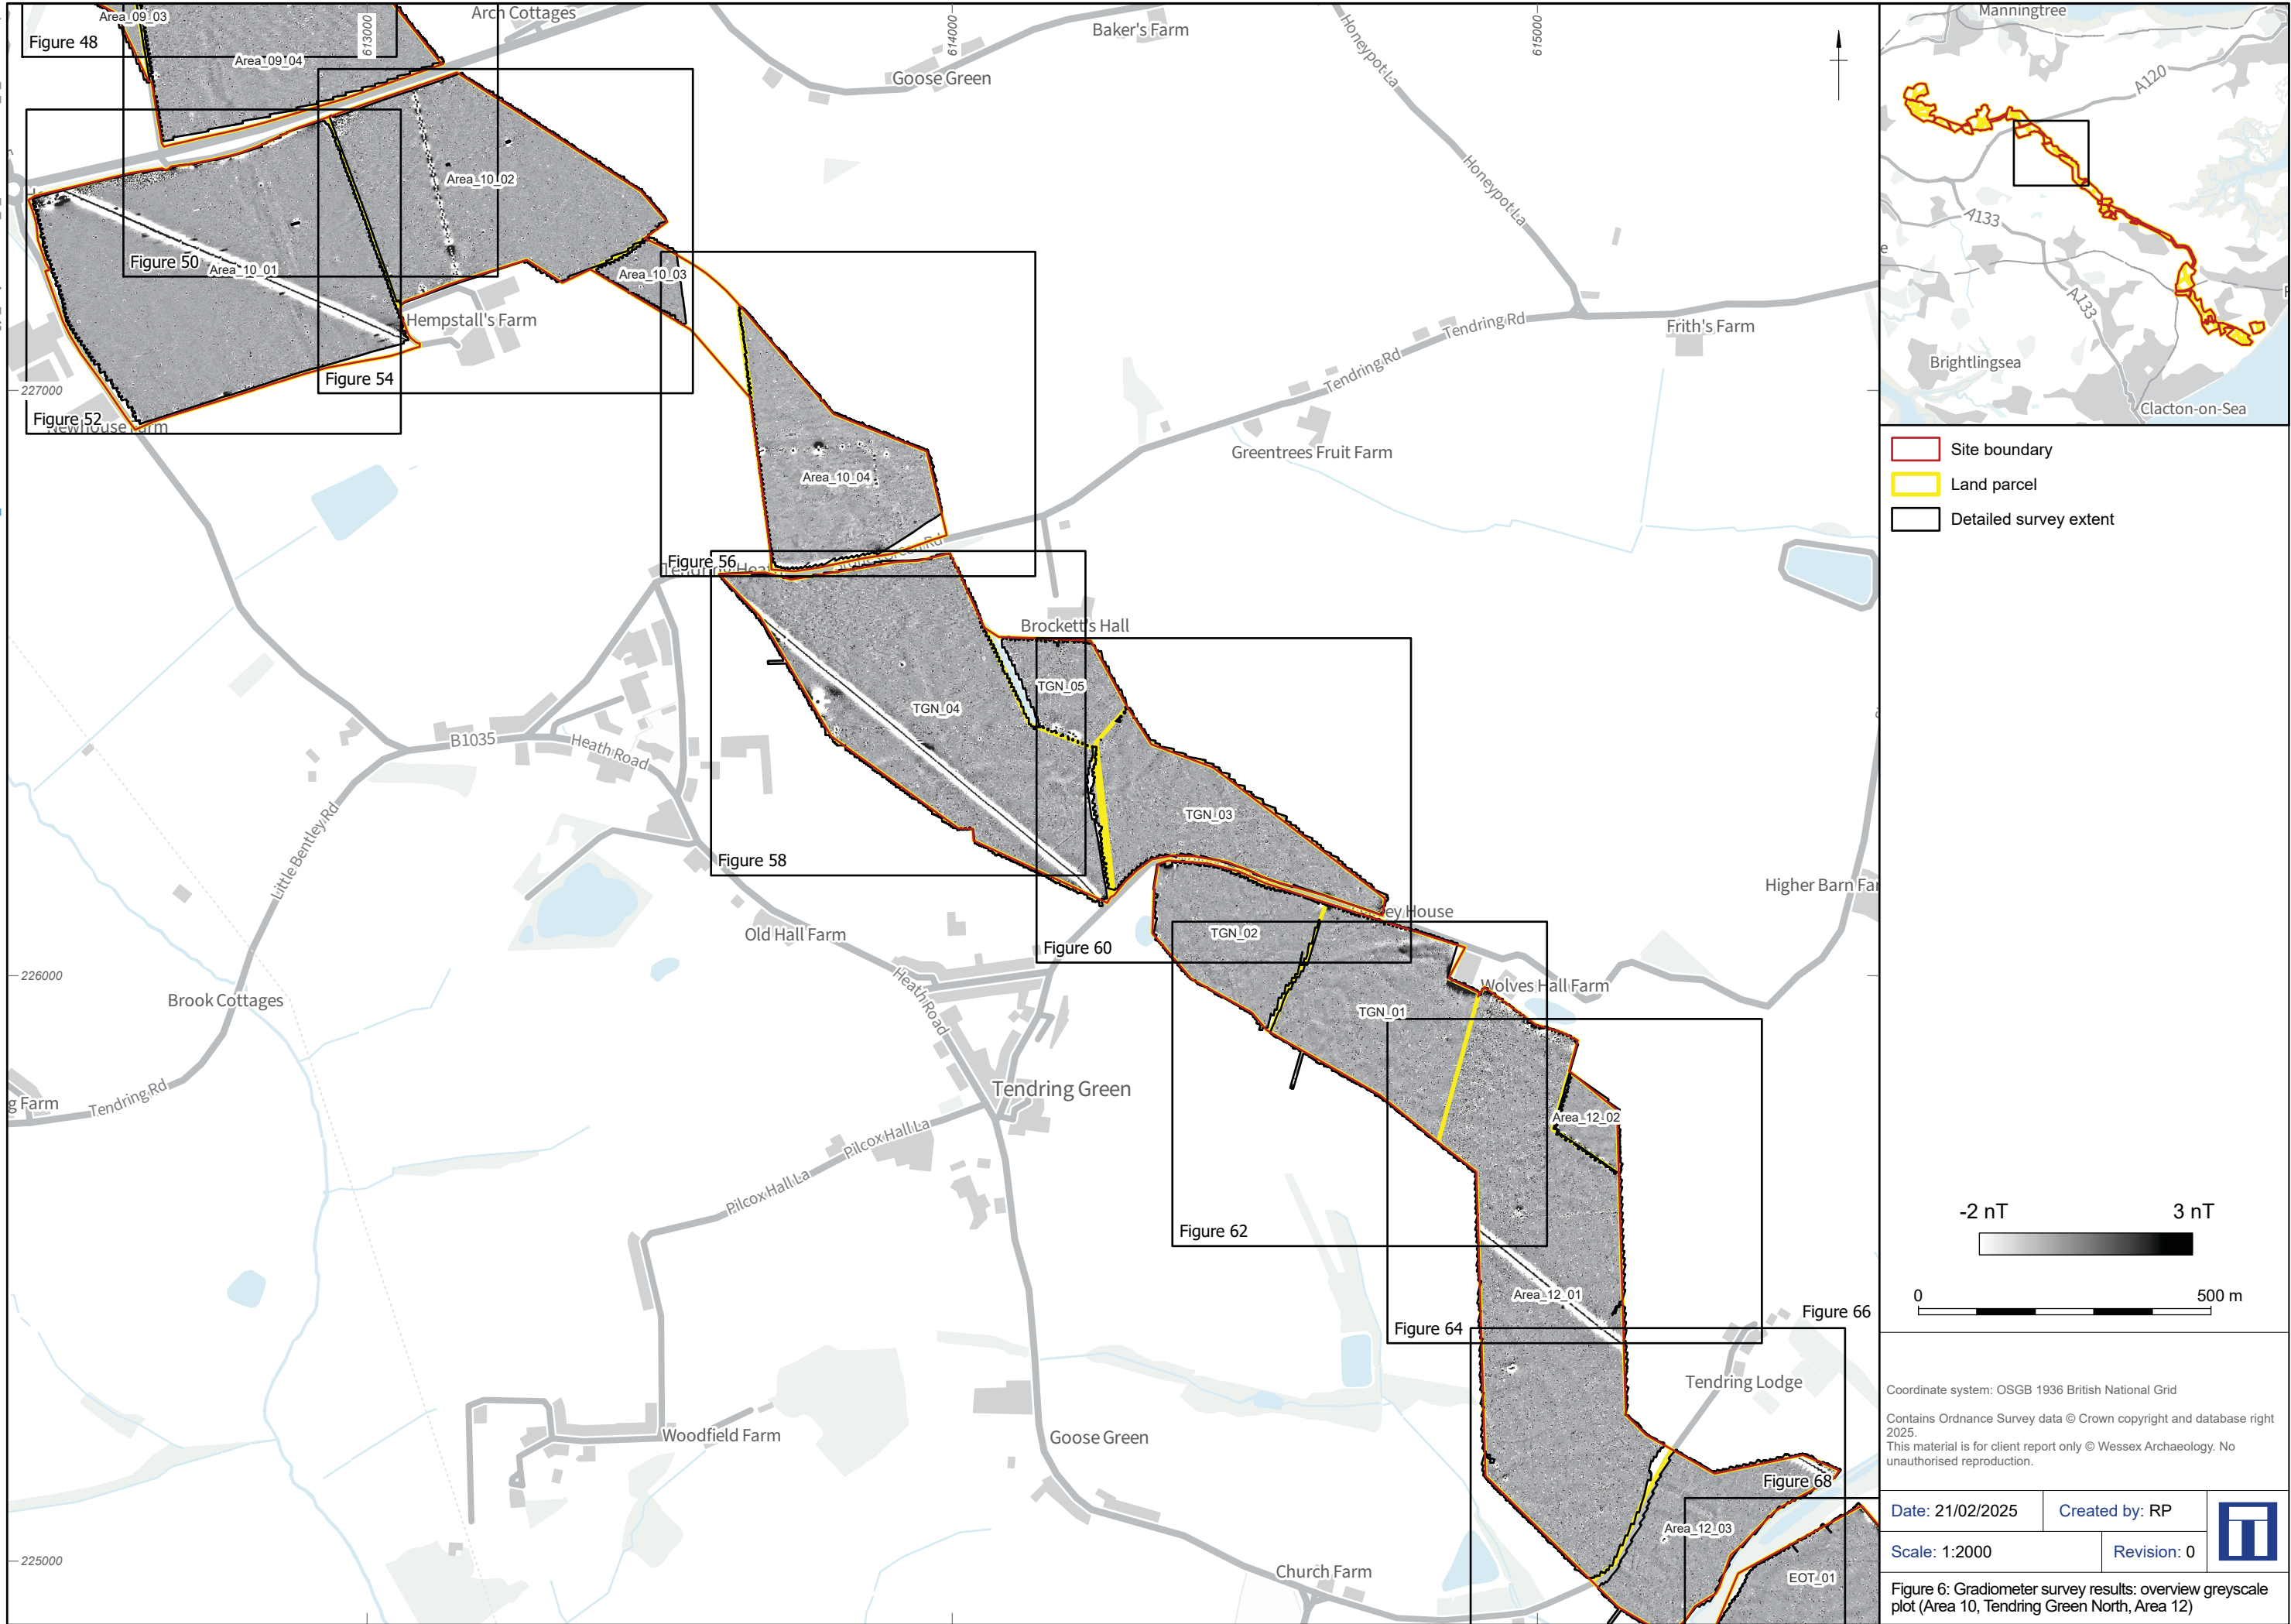 Area_09_03
Figure 48
613000
Arch Cottages
614000
Baker's Farm
Honeypot La
615000
Area_09_04
Goose Green
Area_10_02
Honeypot La
Figure 50
Area_10_01
Area_10_03
Hempstall's Farm
Tendring Rd
Tendring Rd
Frith's Farm
Figure 54
227000
Figure 52
Newhouse Farm
Greentrees Fruit Farm
Area_10_04
Figure 56
Tendring Heath
Brockett's Hall
TGN_05
TGN_04
B1035
Heath Road
Little Bentley Rd
TGN_03
Figure 58
Higher Barn Far
ey House
Old Hall Farm
TGN_02
Figure 60
226000
Brook Cottages
Heath Road
Wolves Hall Farm
TGN_01
Tendring Green
g Farm
Tendring Rd
Pilcox Hall La
Pilcox Hall La
Area_12_02
Figure 62
Area_12_01
Figure 64
Figure 66
Tendring Lodge
Woodfield Farm
Goose Green
Figure 68
Area_12_03
225000
Church Farm
EOT_01
Manningtree
A120
A133
A133
Brightlingsea
Clacton-on-Sea
Site boundary
Land parcel
Detailed survey extent
-2 nT 3 nT
0 500 m
Coordinate system: OSGB 1936 British National Grid
Contains Ordnance Survey data © Crown copyright and database right
2025.
This material is for client report only © Wessex Archaeology. No
unauthorised reproduction.
Date: 21/02/2025 Created by: RP
Scale: 1:2000 Revision: 0
Figure 6: Gradiometer survey results: overview greyscale
plot (Area 10, Tendring Green North, Area 12)